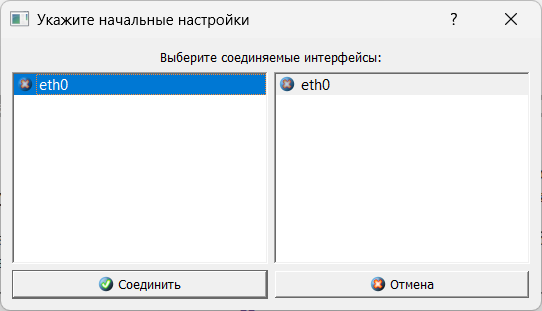 Укажите начальные настройки
?
Выберите соединяемые интерфейсы:
eth0
eth0
Соединить
Отмена